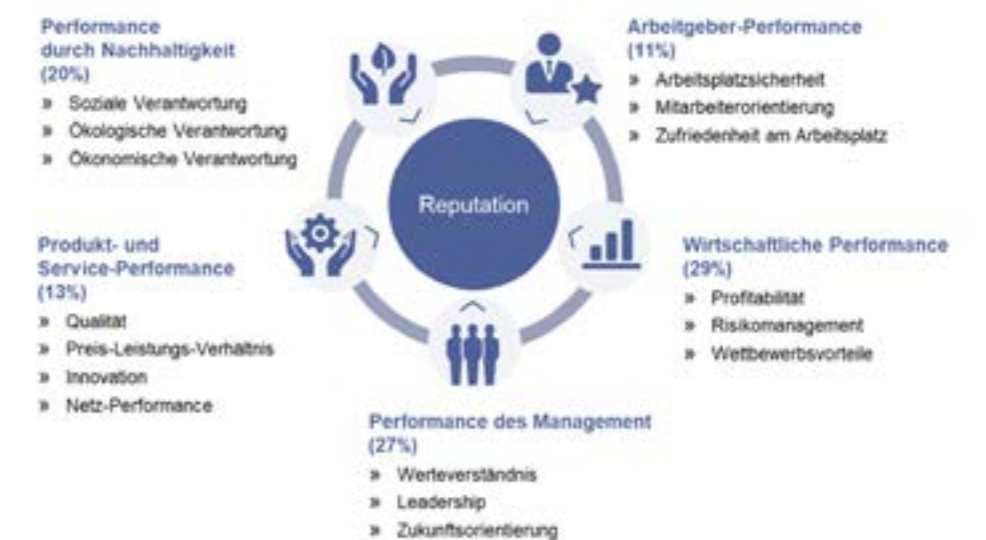 Performance
durch Nachhaltigkeit
(20%)
» Soziale Verantwortung
» Ökologische Verantwortung
» Ökonomische Verantwortung
Arbeitgeber-Performance
(11%)
» Arbeitsplatzsicherheit
» Mitarbeiterorientierung
» Zufriedenheit am Arbeitsplatz
Reputation
Produkt- und
Service-Performance
(13%)
» Qualität
» Preis-Leistungs-Verhältnis
» Innovation
» Netz-Performance
Wirtschaftliche Performance
(29%)
» Profitabilität
» Risikomanagement
» Wettbewerbsvorteile
Performance des Management
(27%)
» Werteverständnis
» Leadership
» Zukunftsorientierung